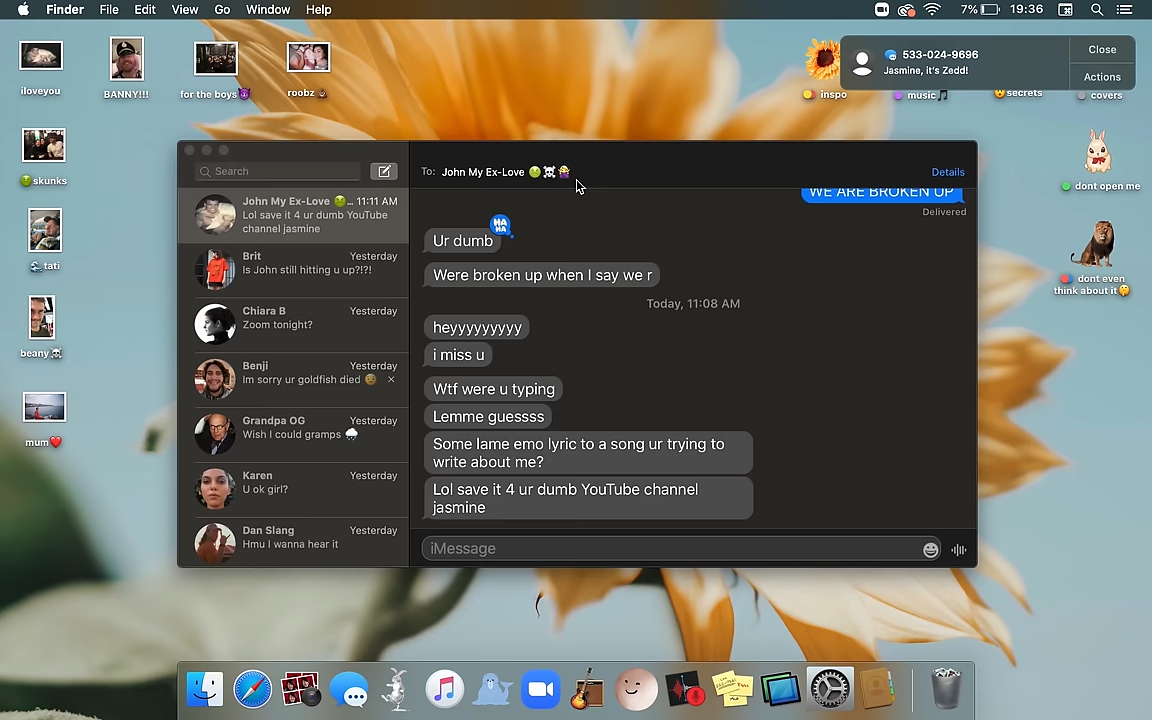 Finder File Edit View Go Window Help
7% 19:36
iloveyou
BANNY!!!
for the boys😈
roobz
inspo
music🎵
secrets
covers
533-024-9696
Jasmine, it's Zedd!
Close
Actions
🤢skunks
🌊tati
beany☠️
mum❤️
dont open me
dont even
think about it🤔
Search
John My Ex-Love 🤢... 11:11 AM
Lol save it 4 ur dumb YouTube
channel jasmine
Brit Yesterday
Is John still hitting u up?!?!
Chiara B Yesterday
Zoom tonight?
Benji Yesterday
Im sorry ur goldfish died 😢
Grandpa OG Yesterday
Wish I could gramps 🌧
Karen Yesterday
U ok girl?
Dan Slang Yesterday
Hmu I wanna hear it
To: John My Ex-Love 🤢☠️🤷‍♀️
Details
WE ARE BROKEN UP
Delivered
HA
HA
Ur dumb
Were broken up when I say we r
Today, 11:08 AM
heyyyyyyyyy
i miss u
Wtf were u typing
Lemme guessss
Some lame emo lyric to a song ur trying to
write about me?
Lol save it 4 ur dumb YouTube channel
jasmine
iMessage